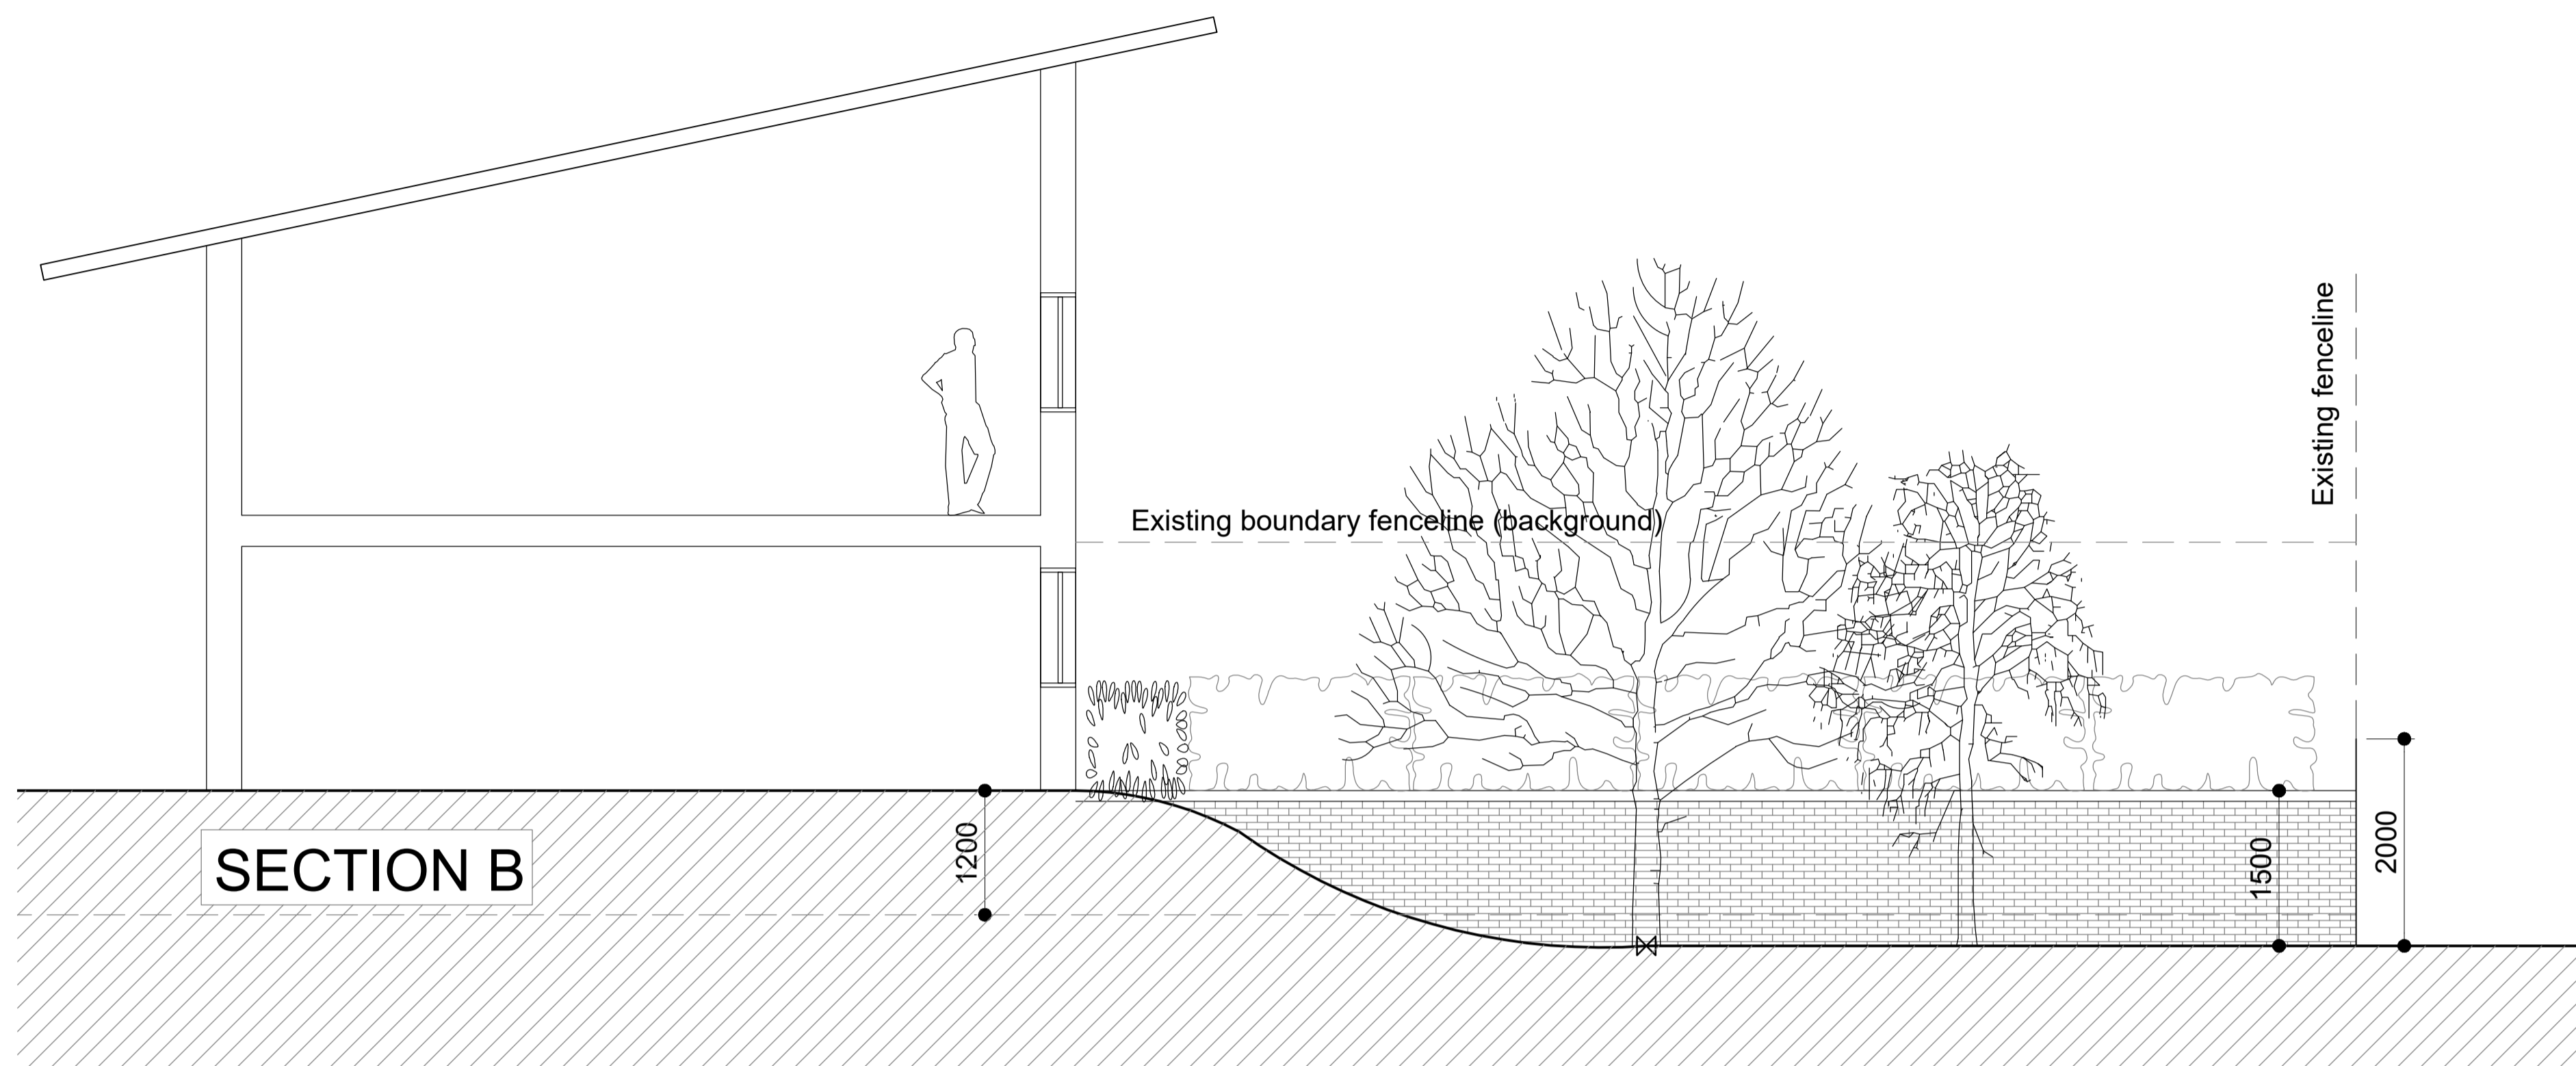 Existing fenceline
Existing boundary fenceline (background)
SECTION B
1200
1500
2000